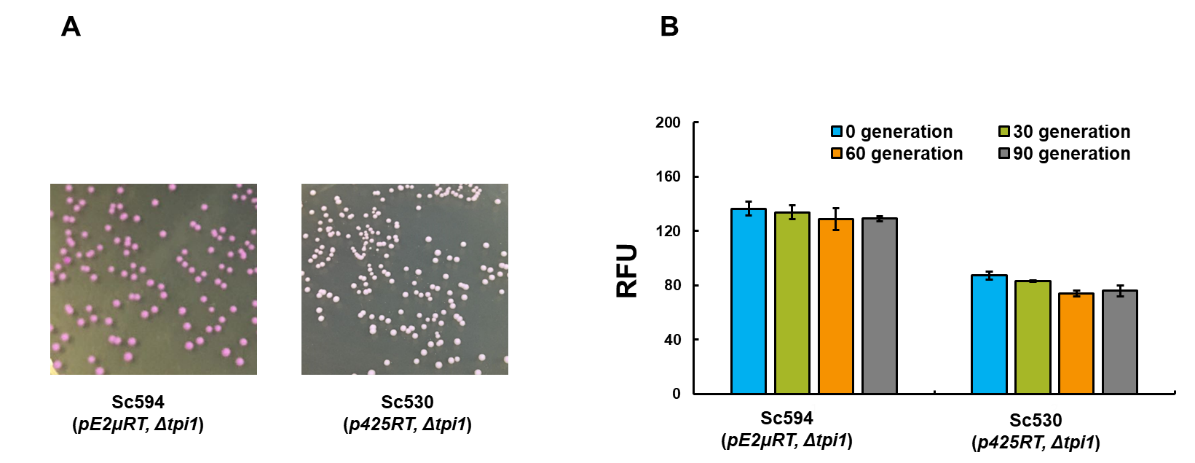 A
B
Sc594
(pE2μRT, Δtpi1)
Sc530
(p425RT, Δtpi1)
RFU
200
160
120
80
40
0
0 generation
30 generation
60 generation
90 generation
Sc594
(pE2μRT, Δtpi1)
Sc530
(p425RT, Δtpi1)